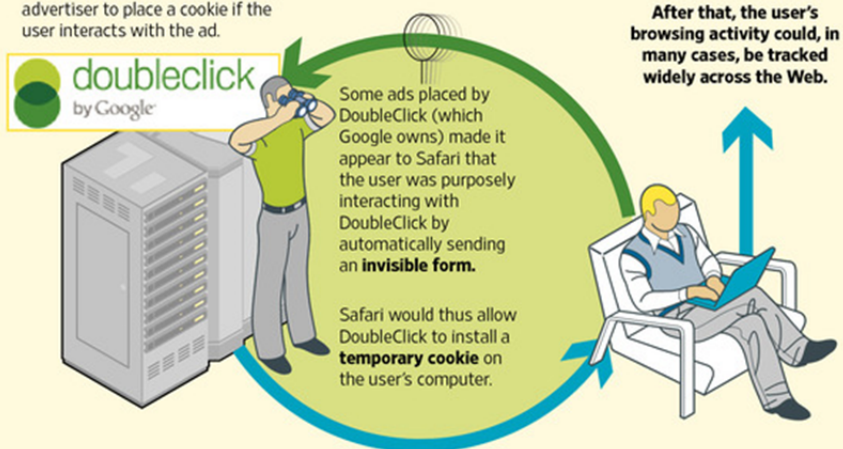 advertiser to place a cookie if the
user interacts with the ad.
doubleclick
by Google
Some ads placed by
DoubleClick (which
Google owns) made it
appear to Safari that
the user was purposely
interacting with
DoubleClick by
automatically sending
an invisible form.
Safari would thus allow
DoubleClick to install a
temporary cookie on
the user's computer.
After that, the user's
browsing activity could, in
many cases, be tracked
widely across the Web.